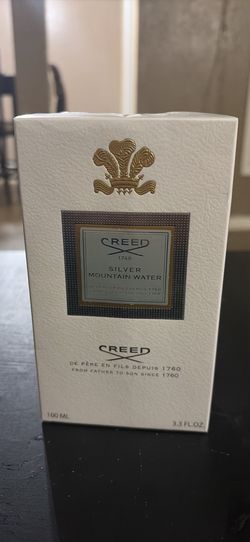 CREED
1760
SILVER
MOUNTAIN WATER
CREED
DE PÈRE EN FILS DEPUIS 1760
FROM FATHER TO SON SINCE 1760
100 ML
3.3 FL.OZ.